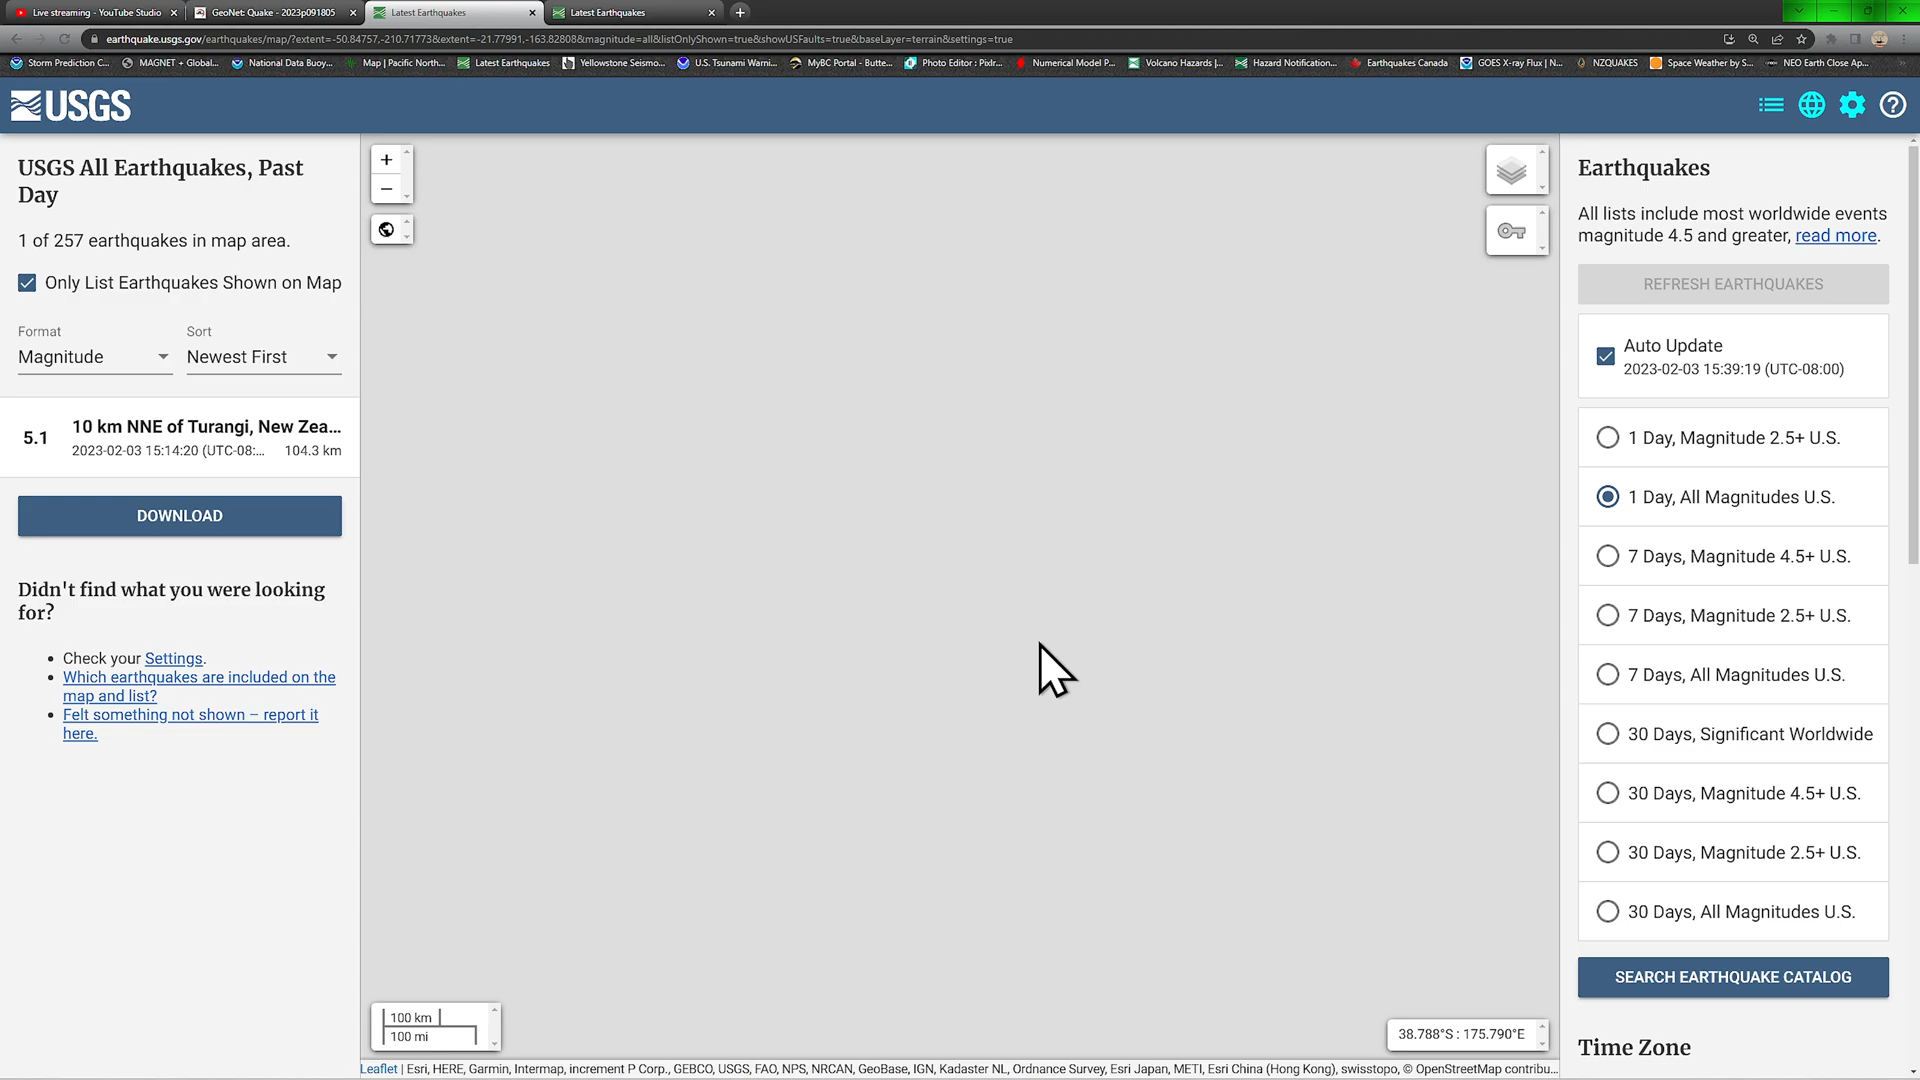 Live streaming - YouTube Studio
GeoNet: Quake - 2023p091805
Latest Earthquakes
Latest Earthquakes
earthquake.usgs.gov/earthquakes/map/?extent=-50.84757,-210.71773&extent=-21.77991,-163.82808&magnitude=all&listOnlyShown=true&showUSFaults=true&baseLayer=terrain&settings=true
Storm Prediction C...
MAGNET + Global...
National Data Buoy...
Map | Pacific North...
Latest Earthquakes
Yellowstone Seismo...
U.S. Tsunami Warni...
MyBC Portal - Butte...
Photo Editor : Pixlr...
Numerical Model P...
Volcano Hazards |...
Hazard Notification...
Earthquakes Canada
GOES X-ray Flux | N...
NZQUAKES
Space Weather by S...
NEO Earth Close Ap...
USGS
USGS All Earthquakes, Past
Day
1 of 257 earthquakes in map area.
Only List Earthquakes Shown on Map
Format
Sort
Magnitude
Newest First
5.1
10 km NNE of Turangi, New Zea...
2023-02-03 15:14:20 (UTC-08:...
104.3 km
DOWNLOAD
Didn't find what you were looking
for?
• Check your Settings.
• Which earthquakes are included on the
map and list?
• Felt something not shown – report it
here.
+
−
100 km
100 mi
38.788°S : 175.790°E
Leaflet | Esri, HERE, Garmin, Intermap, increment P Corp., GEBCO, USGS, FAO, NPS, NRCAN, GeoBase, IGN, Kadaster NL, Ordnance Survey, Esri Japan, METI, Esri China (Hong Kong), swisstopo, © OpenStreetMap contribu...
Earthquakes
All lists include most worldwide events
magnitude 4.5 and greater, read more.
REFRESH EARTHQUAKES
Auto Update
2023-02-03 15:39:19 (UTC-08:00)
1 Day, Magnitude 2.5+ U.S.
1 Day, All Magnitudes U.S.
7 Days, Magnitude 4.5+ U.S.
7 Days, Magnitude 2.5+ U.S.
7 Days, All Magnitudes U.S.
30 Days, Significant Worldwide
30 Days, Magnitude 4.5+ U.S.
30 Days, Magnitude 2.5+ U.S.
30 Days, All Magnitudes U.S.
SEARCH EARTHQUAKE CATALOG
Time Zone